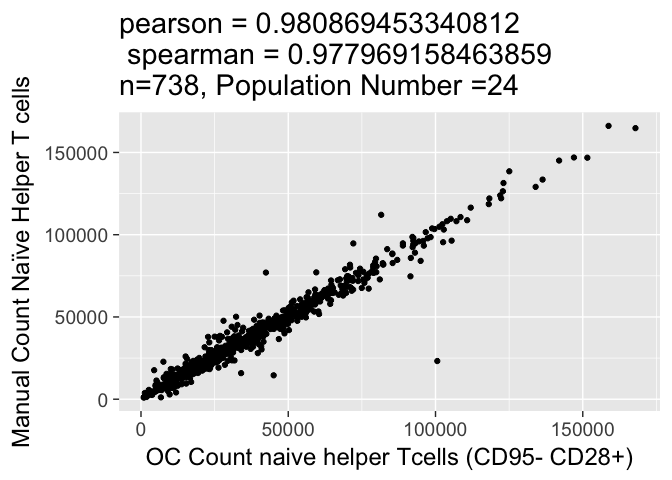 pearson = 0.980869453340812
spearman = 0.977969158463859
n=738, Population Number =24
Manual Count Naïve Helper T cells
150000
100000
50000
0
0 50000 100000 150000
OC Count naive helper Tcells (CD95- CD28+)